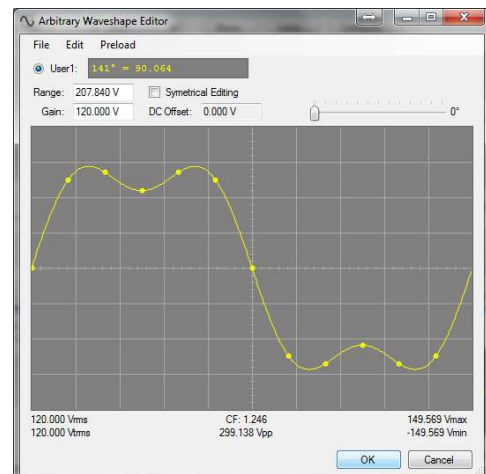 Arbitrary Waveshape Editor
File Edit Preload
User1: 141° = 90.064
Range: 207.840 V Symetrical Editing
Gain: 120.000 V DC Offset: 0.000 V 0°
120.000 Vrms CF: 1.246 149.569 Vmax
120.000 Vtrms 299.138 Vpp -149.569 Vmin
OK Cancel